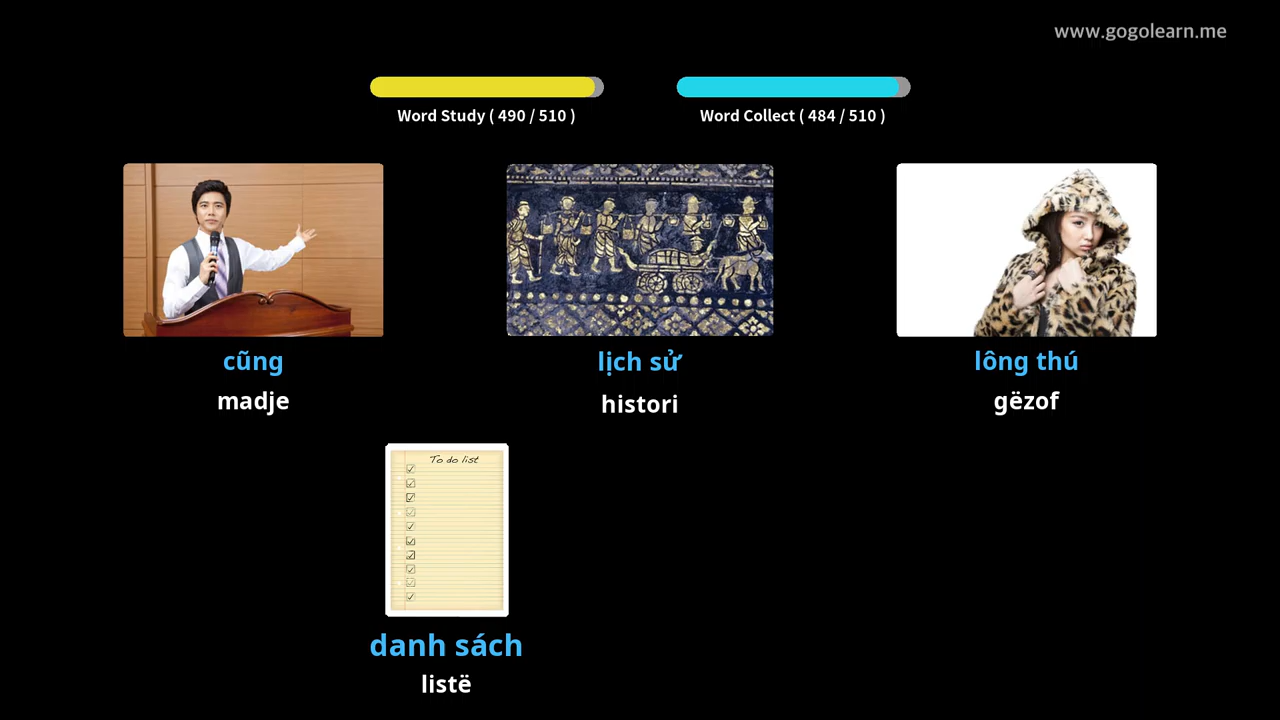 www.gogolearn.me
Word Study ( 490 / 510 )
Word Collect ( 484 / 510 )
cũng
madje
lịch sử
histori
lông thú
gëzof
To do list
danh sách
listë